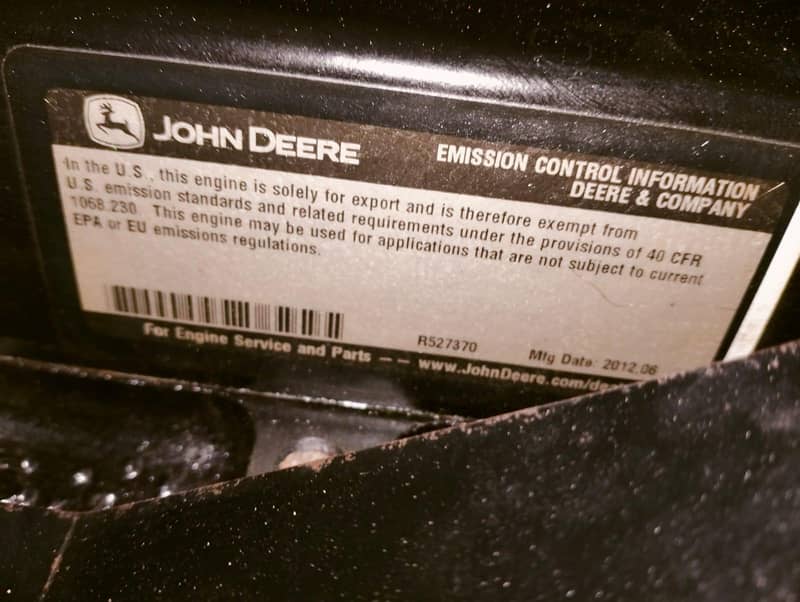 JOHN DEERE
EMISSION CONTROL INFORMATION
DEERE & COMPANY
In the U.S., this engine is solely for export and is therefore exempt from
U.S. emission standards and related requirements under the provisions of 40 CFR
1068.230. This engine may be used for applications that are not subject to current
EPA or EU emissions regulations.
R527370
Mfg Date: 2012.06
For Engine Service and Parts -- www.JohnDeere.com/de